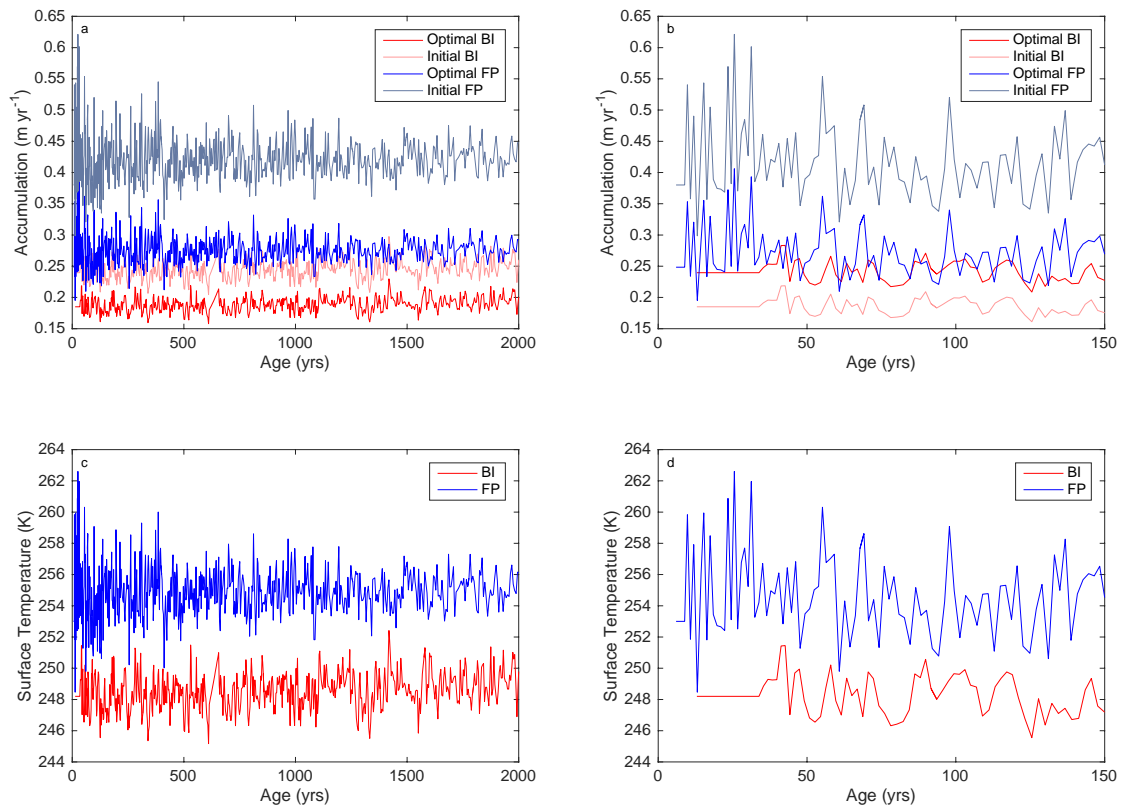 a
Optimal BI
Initial BI
Optimal FP
Initial FP
0.65
0.6
0.55
0.5
0.45
0.4
0.35
0.3
0.25
0.2
0.15
Accumulation (m yr⁻¹)
0 500 1000 1500 2000
Age (yrs)
b
Optimal BI
Initial BI
Optimal FP
Initial FP
0.65
0.6
0.55
0.5
0.45
0.4
0.35
0.3
0.25
0.2
0.15
Accumulation (m yr⁻¹)
0 50 100 150
Age (yrs)
c
BI
FP
264
262
260
258
256
254
252
250
248
246
244
Surface Temperature (K)
0 500 1000 1500 2000
Age (yrs)
d
BI
FP
264
262
260
258
256
254
252
250
248
246
244
Surface Temperature (K)
0 50 100 150
Age (yrs)